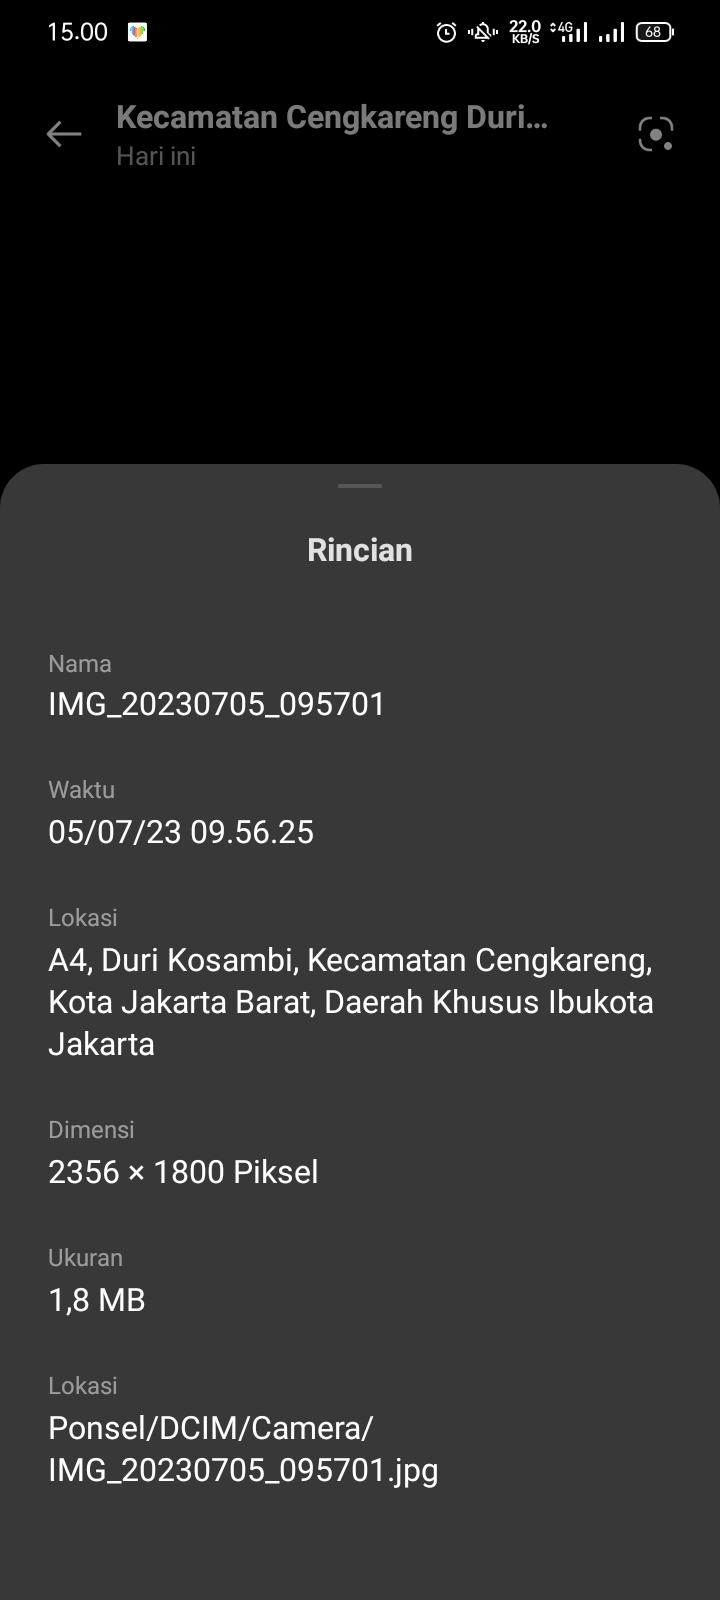 15.00
22.0
KB/S
4G
68
Kecamatan Cengkareng Duri...
Hari ini
Rincian
Nama
IMG_20230705_095701
Waktu
05/07/23 09.56.25
Lokasi
A4, Duri Kosambi, Kecamatan Cengkareng,
Kota Jakarta Barat, Daerah Khusus Ibukota
Jakarta
Dimensi
2356 × 1800 Piksel
Ukuran
1,8 MB
Lokasi
Ponsel/DCIM/Camera/
IMG_20230705_095701.jpg